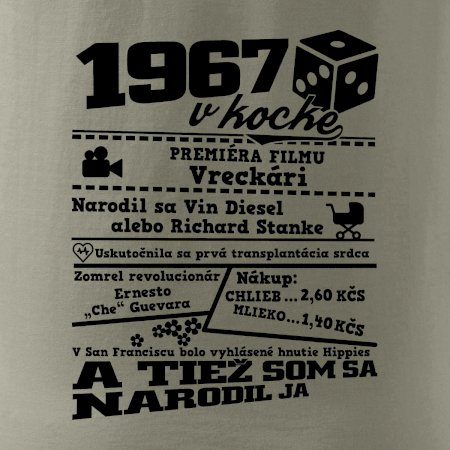 1967
v kocke
PREMIÉRA FILMU
Vreckári
Narodil sa Vin Diesel
alebo Richard Stanke
Uskutočnila sa prvá transplantácia srdca
Zomrel revolucionár
Ernesto
„Che“ Guevara
Nákup:
CHLIEB...2,60 KČS
MLIEKO...1,40 KČS
V San Franciscu bolo vyhlásené hnutie Hippies
A TIEŽ SOM SA
NARODIL JA